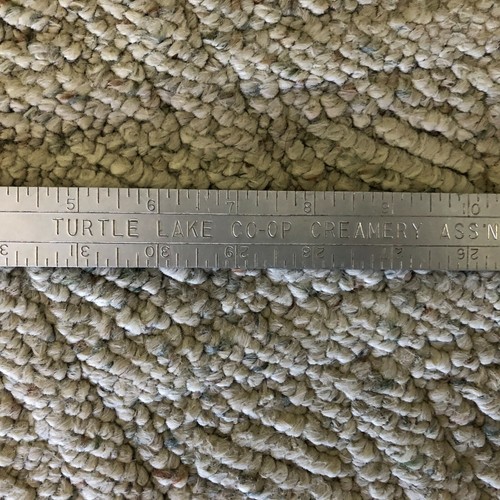 5 6 7 8 9 10
TURTLE LAKE CO-OP CREAMERY ASS'N
31 30 29 28 27 26